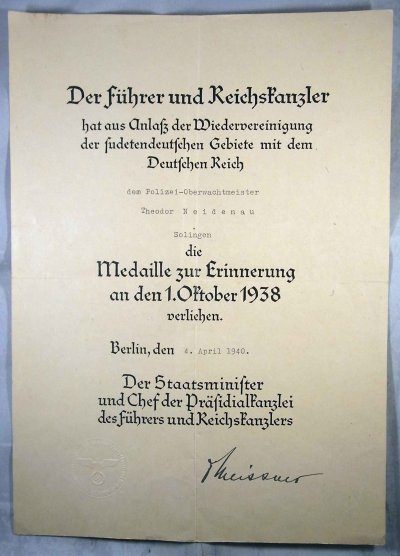 Der Führer und Reichskanzler
hat aus Anlaß der Wiedervereinigung
der sudetendeutschen Gebiete mit dem
Deutschen Reich
dem Polizei-Oberwachtmeister
Theodor N e i d e n a u
Solingen
die
Medaille zur Erinnerung
an den 1. Oktober 1938
verliehen.
Berlin, den 4. April 1940.
Der Staatsminister
und Chef der Präsidialkanzlei
des Führers und Reichskanzlers
Meissner